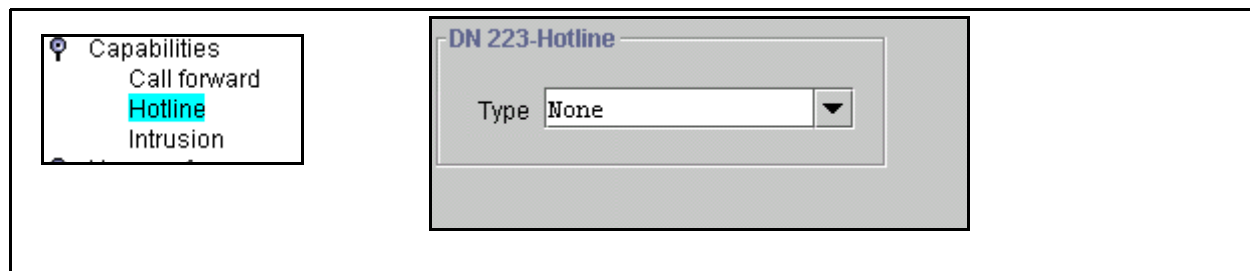 Capabilities
Call forward
Hotline
Intrusion
DN 223-Hotline
Type None